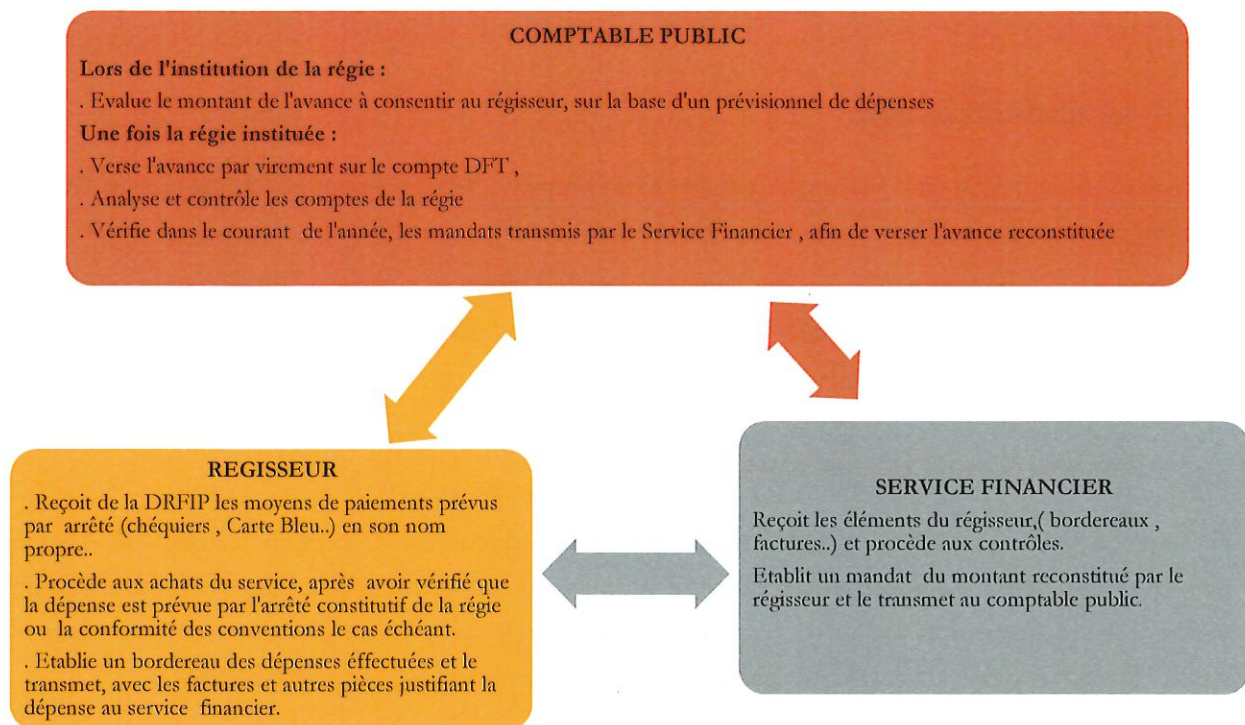 COMPTABLE PUBLIC
Lors de l'institution de la régie :
. Evalue le montant de l'avance à consentir au régisseur, sur la base d'un prévisionnel de dépenses
Une fois la régie instituée :
. Verse l'avance par virement sur le compte DFT ,
. Analyse et contrôle les comptes de la régie
. Vérifie dans le courant de l'année, les mandats transmis par le Service Financier , afin de verser l'avance reconstituée
REGISSEUR
. Reçoit de la DRFIP les moyens de paiements prévus
par arrêté (chéquiers , Carte Bleu..) en son nom
propre..
. Procède aux achats du service, après avoir vérifié que
la dépense est prévue par l'arrêté constitutif de la régie
ou la conformité des conventions le cas échéant.
. Etablie un bordereau des dépenses éffectuées et le
transmet, avec les factures et autres pièces justifiant la
dépense au service financier.
SERVICE FINANCIER
Reçoit les éléments du régisseur,( bordereaux ,
factures..) et procède aux contrôles.
Etablit un mandat du montant reconstitué par le
régisseur et le transmet au comptable public.